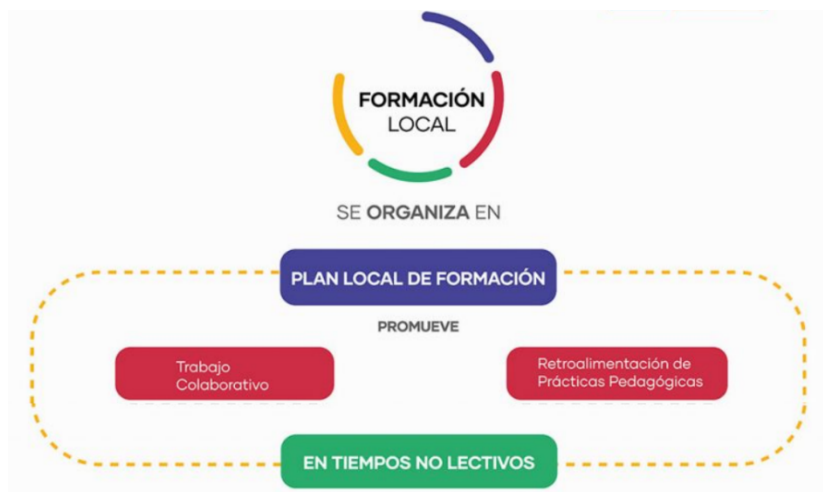 FORMACIÓN
LOCAL
SE ORGANIZA EN
PLAN LOCAL DE FORMACIÓN
PROMUEVE
Trabajo
Colaborativo
Retroalimentación de
Prácticas Pedagógicas
EN TIEMPOS NO LECTIVOS